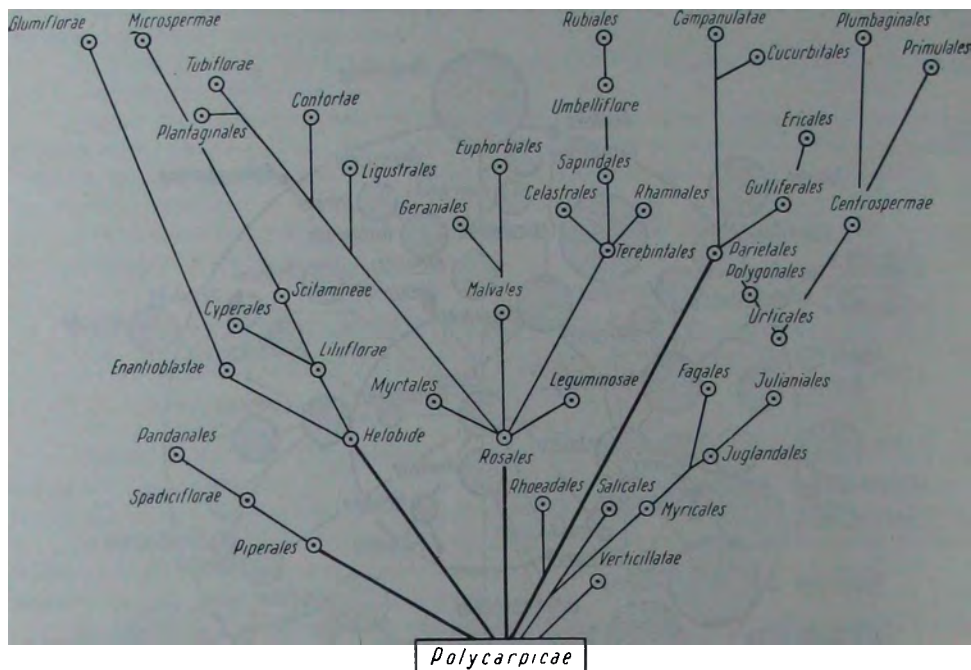 Glumiflorae
Microspermae
Rubiales
Campanulatae
Plumbaginales
Cucurbitales
Primulales
Tubiflorae
Contortae
Umbelliflore
Plantaginales
Ericales
Euphorbiales
Sapindales
Ligustrales
Celastrales
Rhamnales
Guttiferales
Geraniales
Centrospermae
Terebintales
Parietales
Polygonales
Scitamineae
Malvales
Cyperales
Urticales
Enantioblastae
Liliiflorae
Myrtales
Leguminosae
Fagales
Julianiales
Pandanales
Helobide
Rosales
Juglandales
Spadiciflorae
Rhoeadales
Salicales
Myricales
Piperales
Verticillatae
Polycarpicae